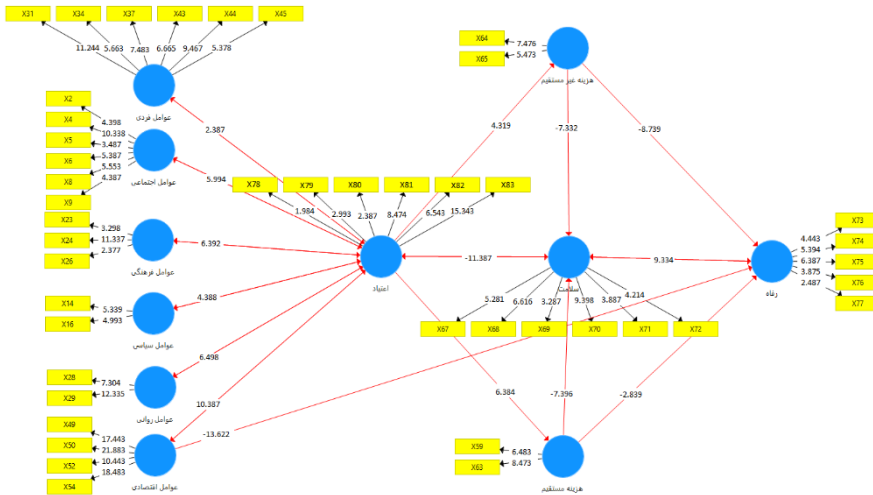 X31
X34
X37
X43
X44
X45
11.244
5.663
7.483
6.665
9.467
5.378
عوامل فردی
X2
X4
X5
X6
X8
X9
4.398
10.338
3.487
5.387
5.553
4.387
عوامل اجتماعی
X23
X24
X26
3.298
11.337
2.377
عوامل فرهنگی
X14
X16
5.339
4.993
عوامل سیاسی
X28
X29
7.304
12.335
عوامل روانی
X49
X50
X52
X54
17.443
21.883
10.443
18.483
عوامل اقتصادی
2.387
5.994
6.392
4.388
6.498
10.387
-13.622
X78
X79
X80
X81
X82
X83
1.984
2.993
2.387
8.474
6.543
15.343
اعتیاد
4.319
-11.387
6.384
X64
X65
7.476
5.473
هزینه غیر مستقیم
-7.332
-8.739
سلامت
9.334
5.281
6.616
3.287
9.398
3.887
4.214
X67
X68
X69
X70
X71
X72
-7.396
-2.839
X59
X63
6.483
8.473
هزینه مستقیم
X73
X74
X75
X76
X77
4.443
5.394
6.387
3.875
2.487
رفاه